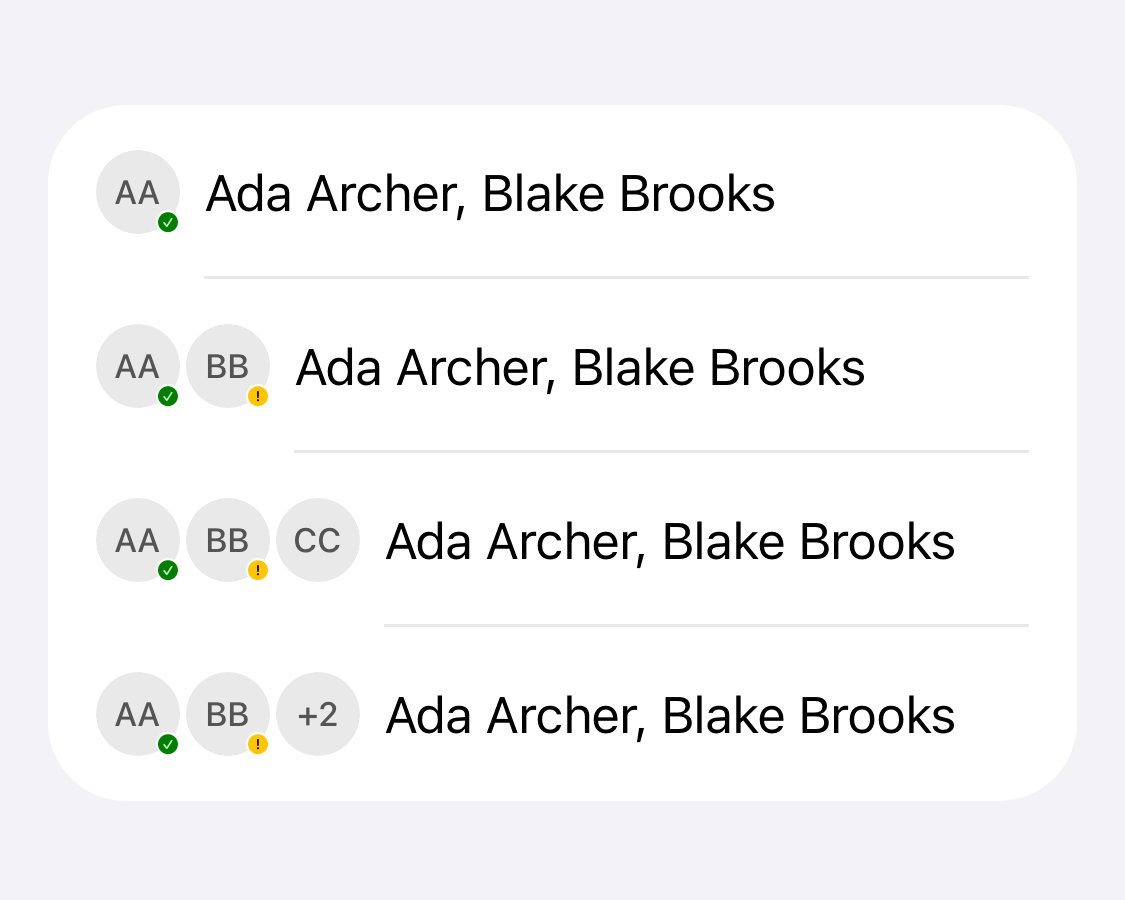 AA Ada Archer, Blake Brooks
AA BB ! Ada Archer, Blake Brooks
AA BB ! CC Ada Archer, Blake Brooks
AA BB ! +2 Ada Archer, Blake Brooks